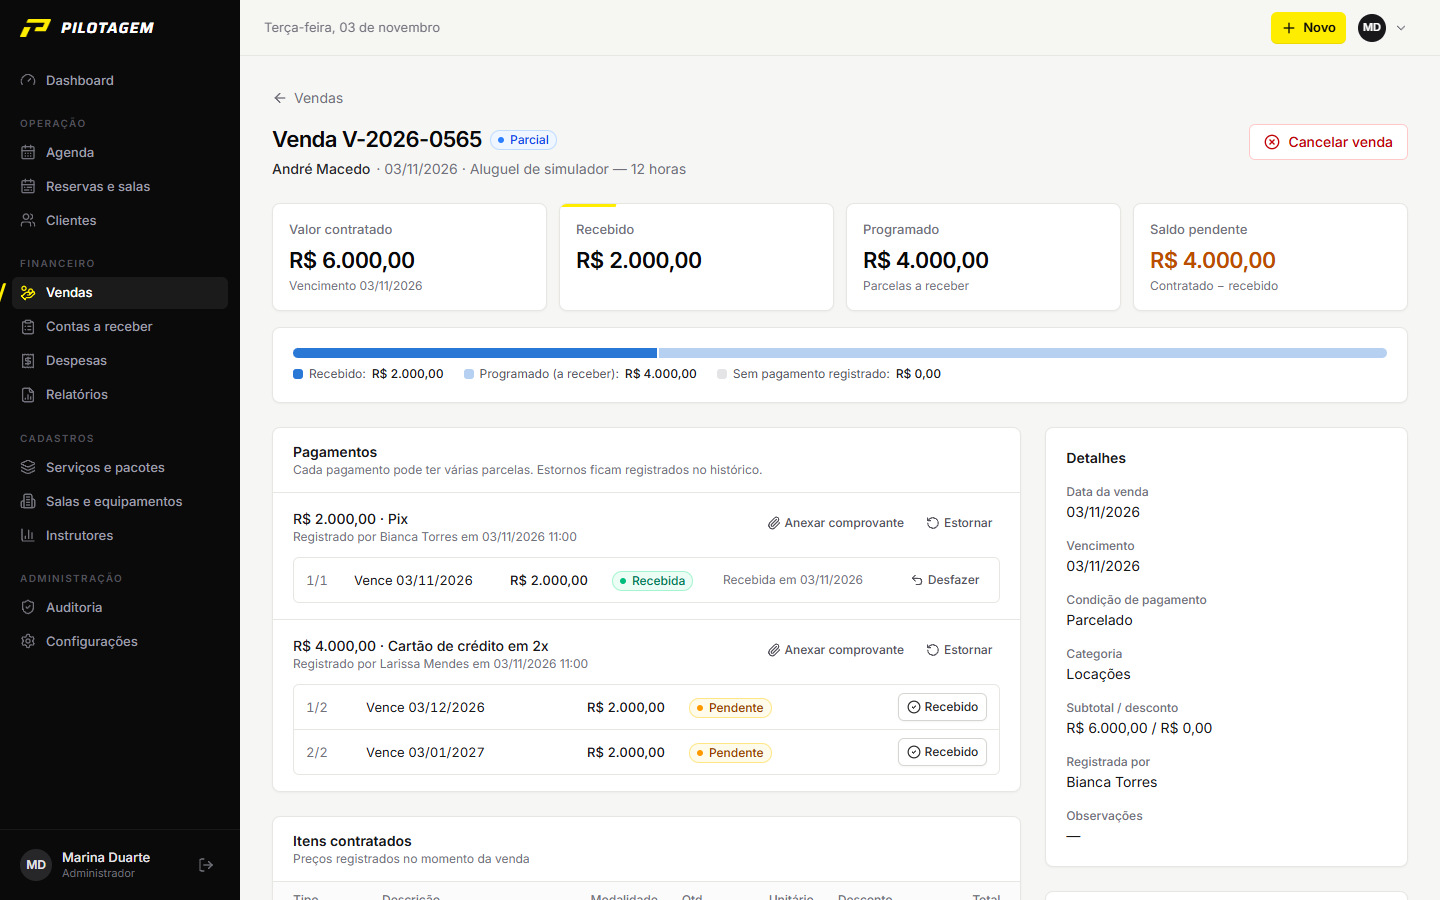 PILOTAGEM
Dashboard
OPERAÇÃO
Agenda
Reservas e salas
Clientes
FINANCEIRO
Vendas
Contas a receber
Despesas
Relatórios
CADASTROS
Serviços e pacotes
Salas e equipamentos
Instrutores
ADMINISTRAÇÃO
Auditoria
Configurações
MD
Marina Duarte
Administrador
Terça-feira, 03 de novembro
Novo
MD
Vendas
Venda V-2026-0565
Parcial
André Macedo · 03/11/2026 · Aluguel de simulador — 12 horas
Cancelar venda
Valor contratado
R$ 6.000,00
Vencimento 03/11/2026
Recebido
R$ 2.000,00
Programado
R$ 4.000,00
Parcelas a receber
Saldo pendente
R$ 4.000,00
Contratado − recebido
Recebido: R$ 2.000,00
Programado (a receber): R$ 4.000,00
Sem pagamento registrado: R$ 0,00
Pagamentos
Cada pagamento pode ter várias parcelas. Estornos ficam registrados no histórico.
R$ 2.000,00 · Pix
Registrado por Bianca Torres em 03/11/2026 11:00
Anexar comprovante
Estornar
1/1 Vence 03/11/2026 R$ 2.000,00 Recebida Recebida em 03/11/2026 Desfazer
R$ 4.000,00 · Cartão de crédito em 2x
Registrado por Larissa Mendes em 03/11/2026 11:00
Anexar comprovante
Estornar
1/2 Vence 03/12/2026 R$ 2.000,00 Pendente Recebido
2/2 Vence 03/01/2027 R$ 2.000,00 Pendente Recebido
Itens contratados
Preços registrados no momento da venda
Tipo Descrição Modalidade Qtd Unitário Desconto Total
Detalhes
Data da venda
03/11/2026
Vencimento
03/11/2026
Condição de pagamento
Parcelado
Categoria
Locações
Subtotal / desconto
R$ 6.000,00 / R$ 0,00
Registrada por
Bianca Torres
Observações
—